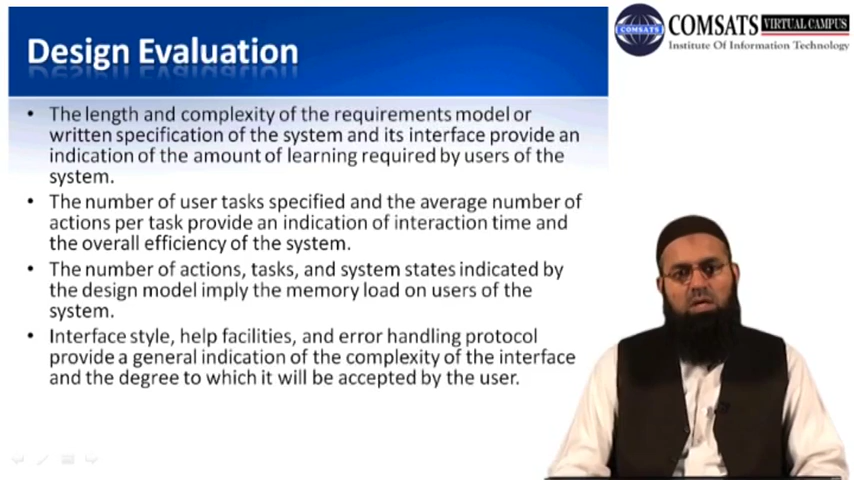 Design Evaluation
COMSATS
COMSATS VIRTUAL CAMPUS
Institute Of Information Technology
• The length and complexity of the requirements model or
written specification of the system and its interface provide an
indication of the amount of learning required by users of the
system.
• The number of user tasks specified and the average number of
actions per task provide an indication of interaction time and
the overall efficiency of the system.
• The number of actions, tasks, and system states indicated by
the design model imply the memory load on users of the
system.
• Interface style, help facilities, and error handling protocol
provide a general indication of the complexity of the interface
and the degree to which it will be accepted by the user.